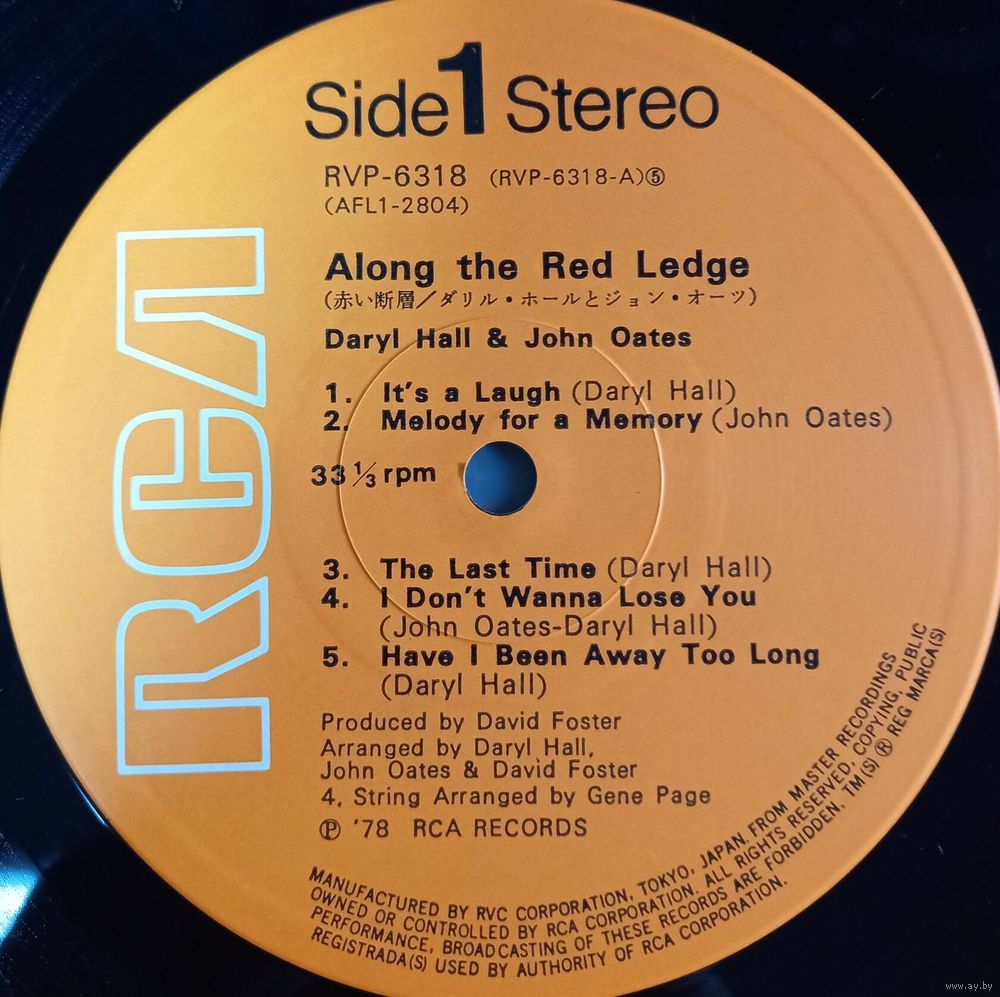 Side 1 Stereo
RVP-6318 (RVP-6318-A)⑤
(AFL1-2804)
Along the Red Ledge
(赤い断層/ダリル・ホールとジョン・オーツ)
Daryl Hall & John Oates
1. It's a Laugh (Daryl Hall)
2. Melody for a Memory (John Oates)
33 ⅓ rpm
3. The Last Time (Daryl Hall)
4. I Don't Wanna Lose You
(John Oates-Daryl Hall)
5. Have I Been Away Too Long
(Daryl Hall)
Produced by David Foster
Arranged by Daryl Hall,
John Oates & David Foster
4, String Arranged by Gene Page
Ⓟ '78 RCA RECORDS
RCA
MANUFACTURED BY RVC CORPORATION, TOKYO, JAPAN. FROM MASTER RECORDINGS
OWNED OR CONTROLLED BY RCA CORPORATION. ALL RIGHTS RESERVED, COPYING, PUBLIC
PERFORMANCE, BROADCASTING OF THESE RECORDS ARE FORBIDDEN. TM(S) ® REG MARCA(S)
REGISTRADA(S) USED BY AUTHORITY OF RCA CORPORATION.
www.ay.by